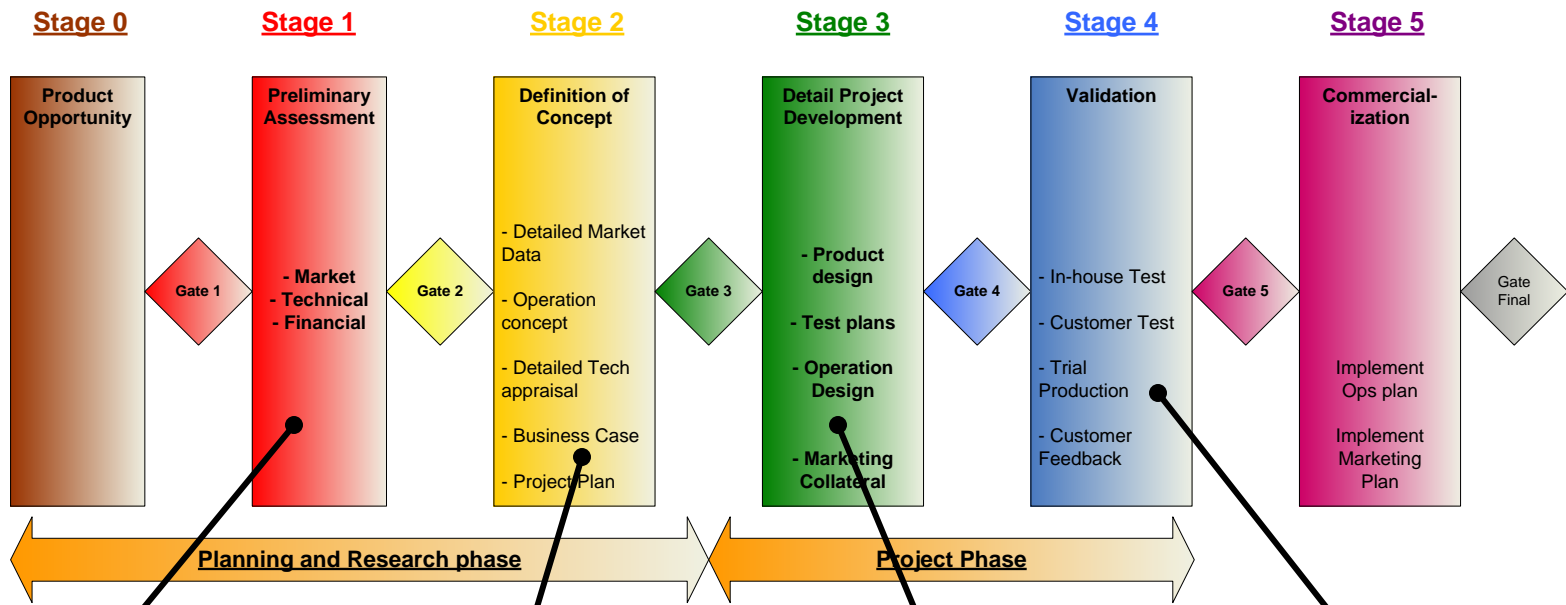 Stage 0
Stage 1
Stage 2
Stage 3
Stage 4
Stage 5
Product
Opportunity
Gate 1
Preliminary
Assessment
- Market
- Technical
- Financial
Gate 2
Definition of
Concept
- Detailed Market
Data
- Operation
concept
- Detailed Tech
appraisal
- Business Case
- Project Plan
Gate 3
Detail Project
Development
- Product
design
- Test plans
- Operation
Design
- Marketing
Collateral
Gate 4
Validation
- In-house Test
- Customer Test
- Trial
Production
- Customer
Feedback
Gate 5
Commercial-
ization
Implement
Ops plan
Implement
Marketing
Plan
Gate
Final
Planning and Research phase
Project Phase